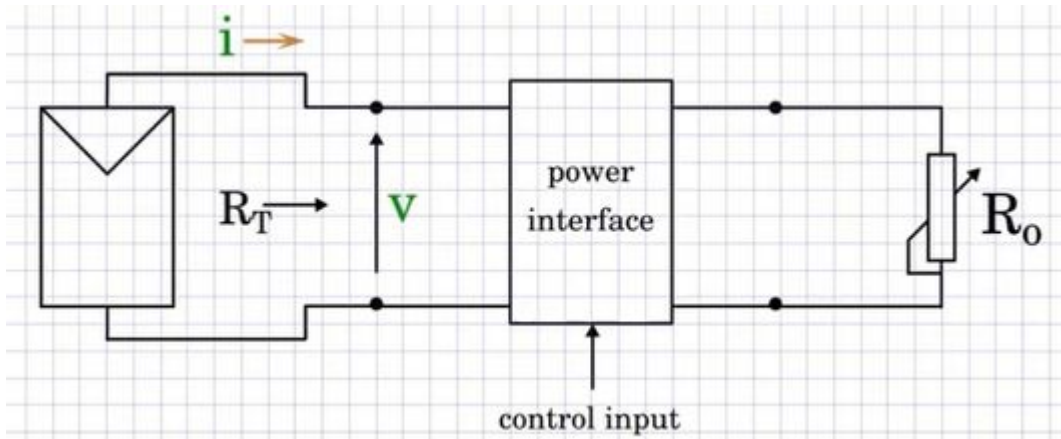 i
R_T
v
power
interface
R_o
control input